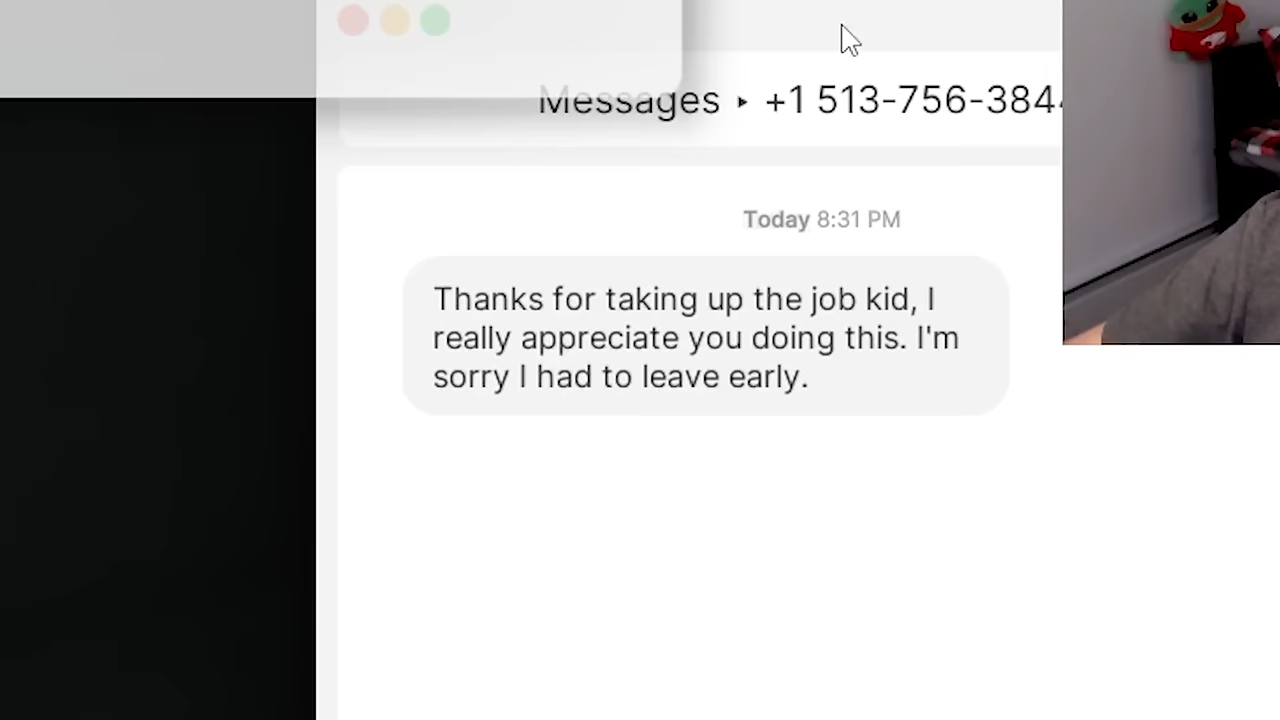 Messages ▸ +1 513-756-384
Today 8:31 PM
Thanks for taking up the job kid, I
really appreciate you doing this. I'm
sorry I had to leave early.